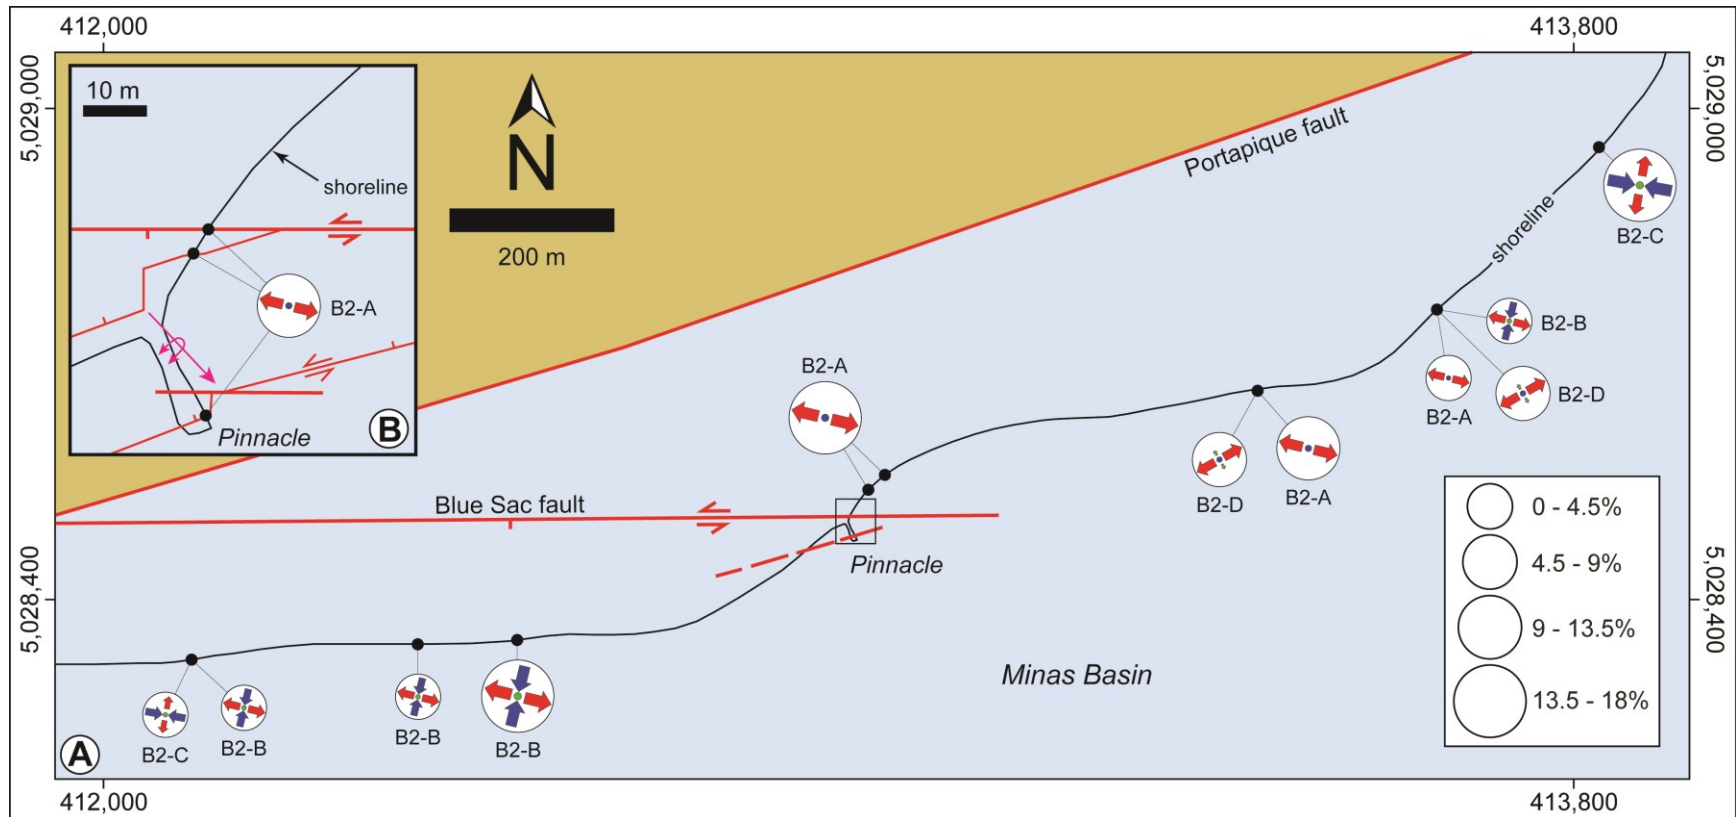 412,000
413,800
5,029,000
5,029,000
10 m
shoreline
B2-A
Pinnacle
B
N
200 m
Portapique fault
shoreline
B2-C
B2-B
B2-A
B2-D
B2-A
B2-D
B2-A
Blue Sac fault
Pinnacle
0 - 4.5%
4.5 - 9%
9 - 13.5%
13.5 - 18%
5,028,400
5,028,400
Minas Basin
A
B2-C
B2-B
B2-B
B2-B
412,000
413,800